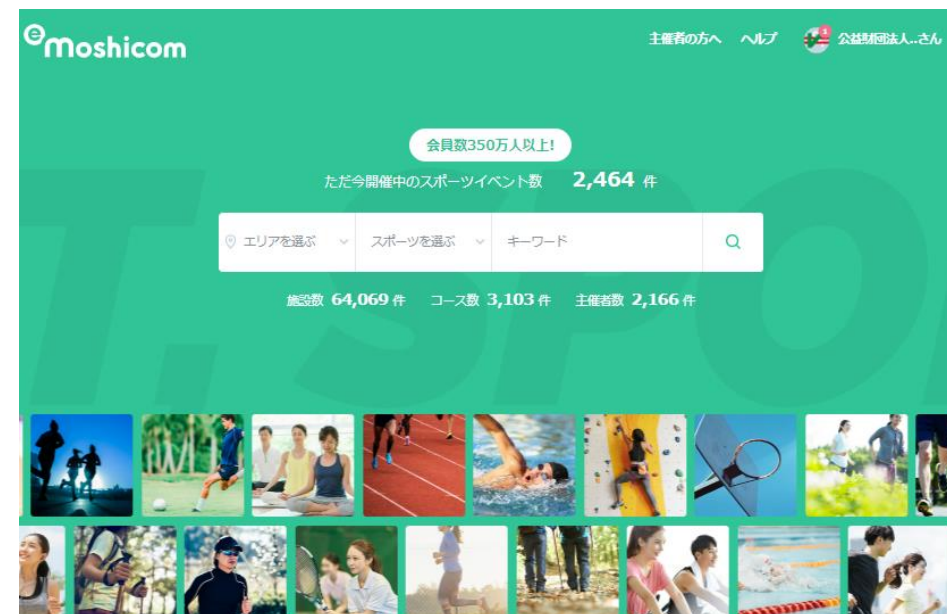 e moshicom
主催者の方へ ヘルプ 1 公益財団法人..さん
会員数350万人以上!
ただ今開催中のスポーツイベント数 2,464 件
エリアを選ぶ スポーツを選ぶ キーワード
施設数 64,069 件 コース数 3,103 件 主催者数 2,166 件
T. SPO